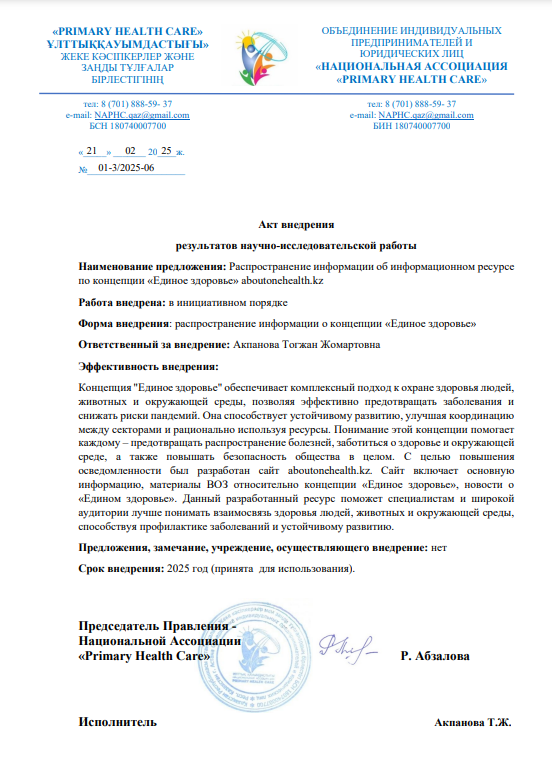 «PRIMARY HEALTH CARE»
ҰЛТТЫҚҚАУЫМДАСТЫҒЫ»
ЖЕКЕ КӘСІПКЕРЛЕР ЖӘНЕ
ЗАҢДЫ ТҰЛҒАЛАР
БІРЛЕСТІГІНІҢ
ОБЪЕДИНЕНИЕ ИНДИВИДУАЛЬНЫХ
ПРЕДПРИНИМАТЕЛЕЙ И
ЮРИДИЧЕСКИХ ЛИЦ
«НАЦИОНАЛЬНАЯ АССОЦИАЦИЯ
«PRIMARY HEALTH CARE»
тел: 8 (701) 888-59- 37
e-mail: NAPHC.qaz@gmail.com
БСН 180740007700
тел: 8 (701) 888-59- 37
e-mail: NAPHC.qaz@gmail.com
БИН 180740007700
« 21 » 02 2025 ж.
№ 01-3/2025-06
Акт внедрения
результатов научно-исследовательской работы
Наименование предложения: Распространение информации об информационном ресурсе
по концепции «Единое здоровье» aboutonehealth.kz
Работа внедрена: в инициативном порядке
Форма внедрения: распространение информации о концепции «Единое здоровье»
Ответственный за внедрение: Акпанова Тогжан Жомартовна
Эффективность внедрения:
Концепция "Единое здоровье" обеспечивает комплексный подход к охране здоровья людей,
животных и окружающей среды, позволяя эффективно предотвращать заболевания и
снижать риски пандемий. Она способствует устойчивому развитию, улучшая координацию
между секторами и рационально используя ресурсы. Понимание этой концепции помогает
каждому – предотвращать распространение болезней, заботиться о здоровье и окружающей
среде, а также повышать безопасность общества в целом. С целью повышения
осведомленности был разработан сайт aboutonehealth.kz. Сайт включает основную
информацию, материалы ВОЗ относительно концепции «Единое здоровье», новости о
«Едином здоровье». Данный разработанный ресурс поможет специалистам и широкой
аудитории лучше понимать взаимосвязь здоровья людей, животных и окружающей среды,
способствуя профилактике заболеваний и устойчивому развитию.
Предложения, замечание, учреждение, осуществляющего внедрение: нет
Срок внедрения: 2025 год (принята для использования).
Председатель Правления -
Национальной Ассоциации
«Primary Health Care»
Р. Абзалова
Исполнитель
Акпанова Т.Ж.